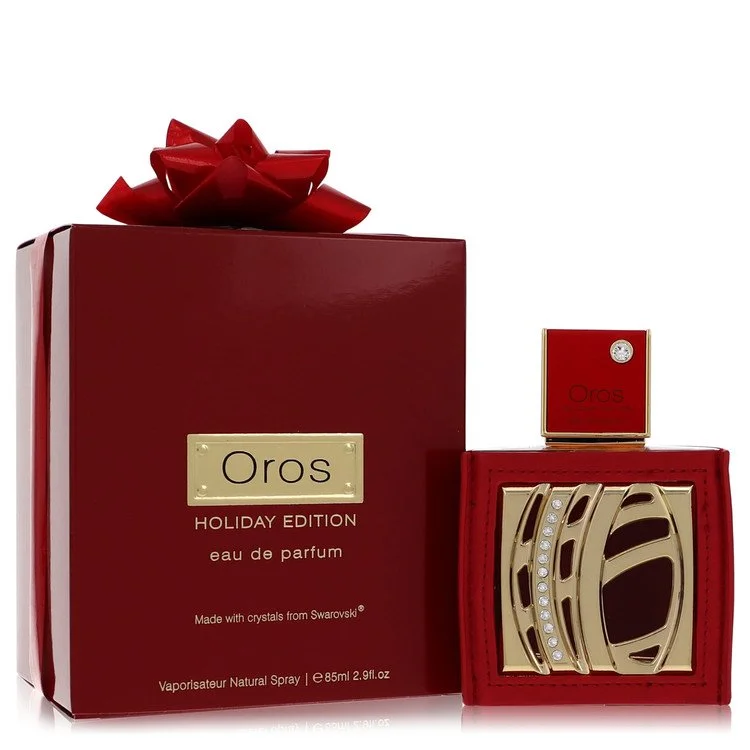 Oros
HOLIDAY EDITION
eau de parfum
Made with crystals from Swarovski®
Vaporisateur Natural Spray | ℮85ml 2.9fl.oz
Oros